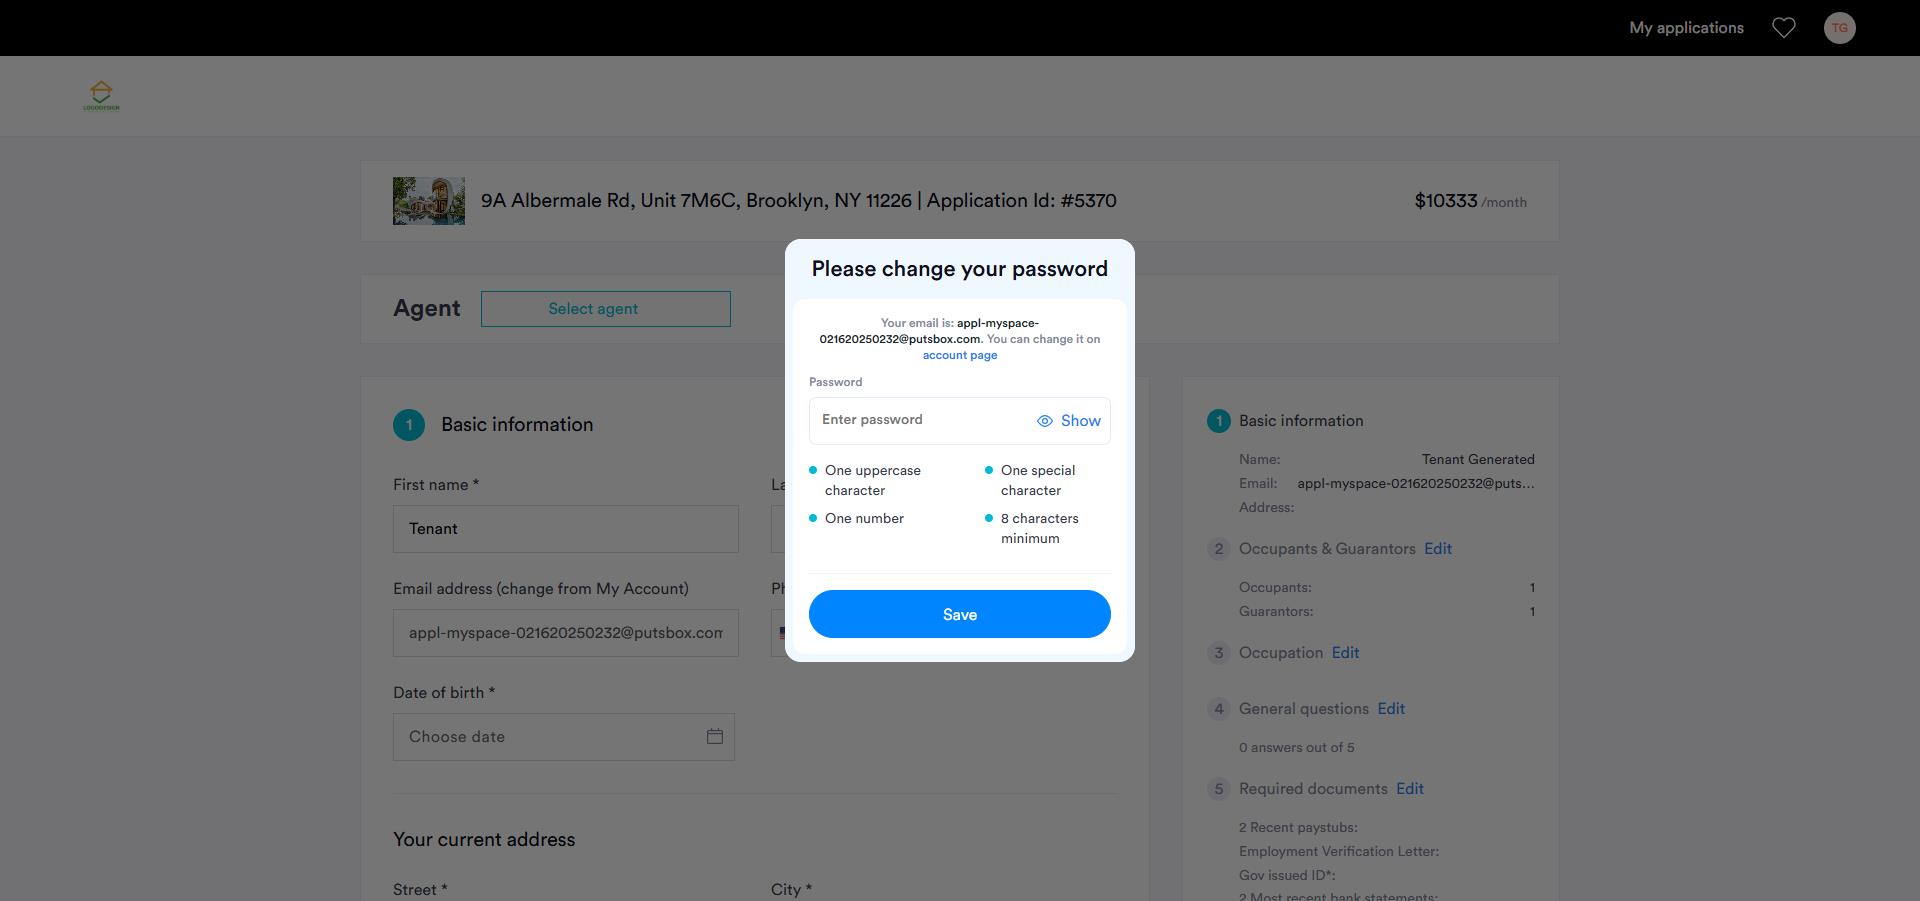 My applications
TG
LOGODESIGN
9A Albermale Rd, Unit 7M6C, Brooklyn, NY 11226 | Application Id: #5370
$10333 /month
Agent
Select agent
Please change your password
Your email is: appl-myspace-
021620250232@putsbox.com. You can change it on
account page
Password
Enter password
Show
One uppercase
character
One special
character
One number
8 characters
minimum
Save
1 Basic information
First name *
La
Tenant
Email address (change from My Account)
Ph
appl-myspace-021620250232@putsbox.com
Date of birth *
Choose date
Your current address
Street *
City *
1 Basic information
Name: Tenant Generated
Email: appl-myspace-021620250232@puts...
Address:
2 Occupants & Guarantors Edit
Occupants: 1
Guarantors: 1
3 Occupation Edit
4 General questions Edit
0 answers out of 5
5 Required documents Edit
2 Recent paystubs:
Employment Verification Letter:
Gov issued ID*:
2 Most recent bank statements: